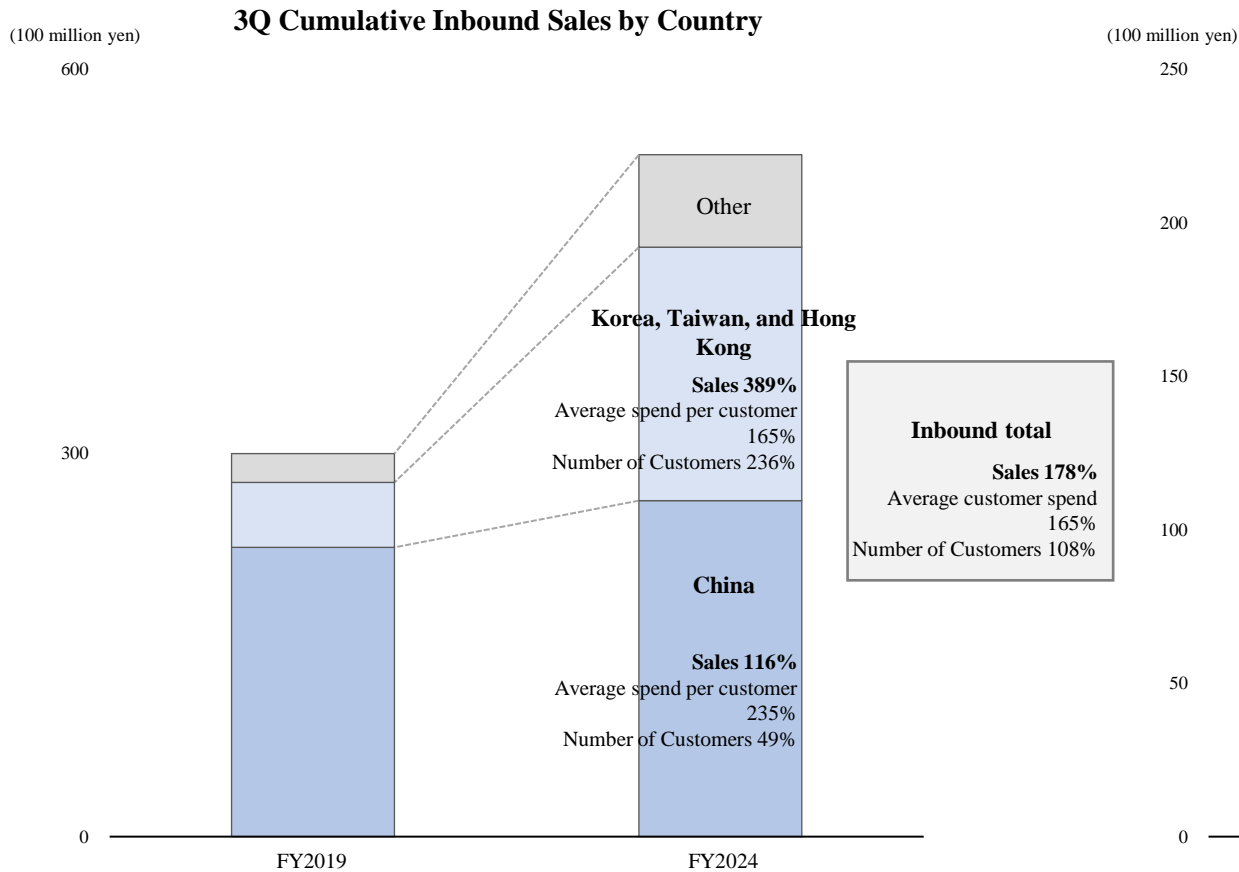 3Q Cumulative Inbound Sales by Country
(100 million yen)
(100 million yen)
600
250
Other
200
Korea, Taiwan, and Hong
Kong
Sales 389%
Average spend per customer
165%
Number of Customers 236%
150
Inbound total
Sales 178%
Average customer spend
165%
Number of Customers 108%
300
100
China
Sales 116%
Average spend per customer
235%
Number of Customers 49%
50
0
0
FY2019
FY2024